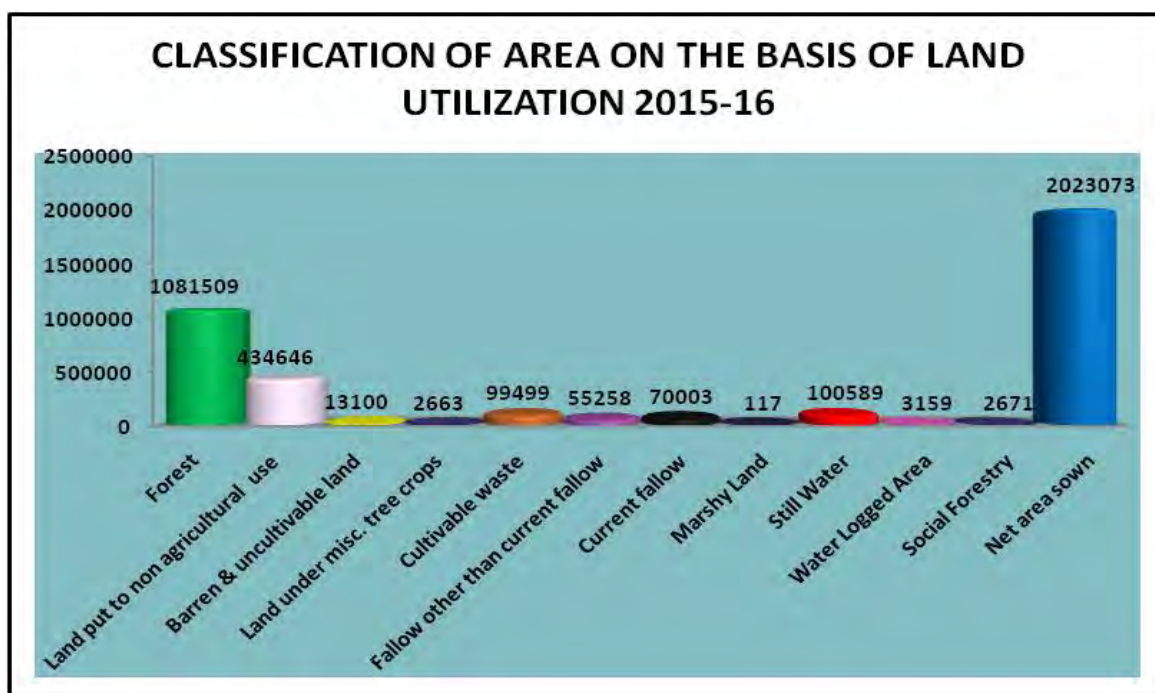 CLASSIFICATION OF AREA ON THE BASIS OF LAND
UTILIZATION 2015-16
2500000
2000000
1500000
1000000
500000
0
1081509
434646
13100
2663
99499
55258
70003
117
100589
3159
2671
2023073
Forest
Land put to non agricultural use
Barren & uncultivable land
Land under misc. tree crops
Cultivable waste
Fallow other than current fallow
Current fallow
Marshy Land
Still Water
Water Logged Area
Social Forestry
Net area sown